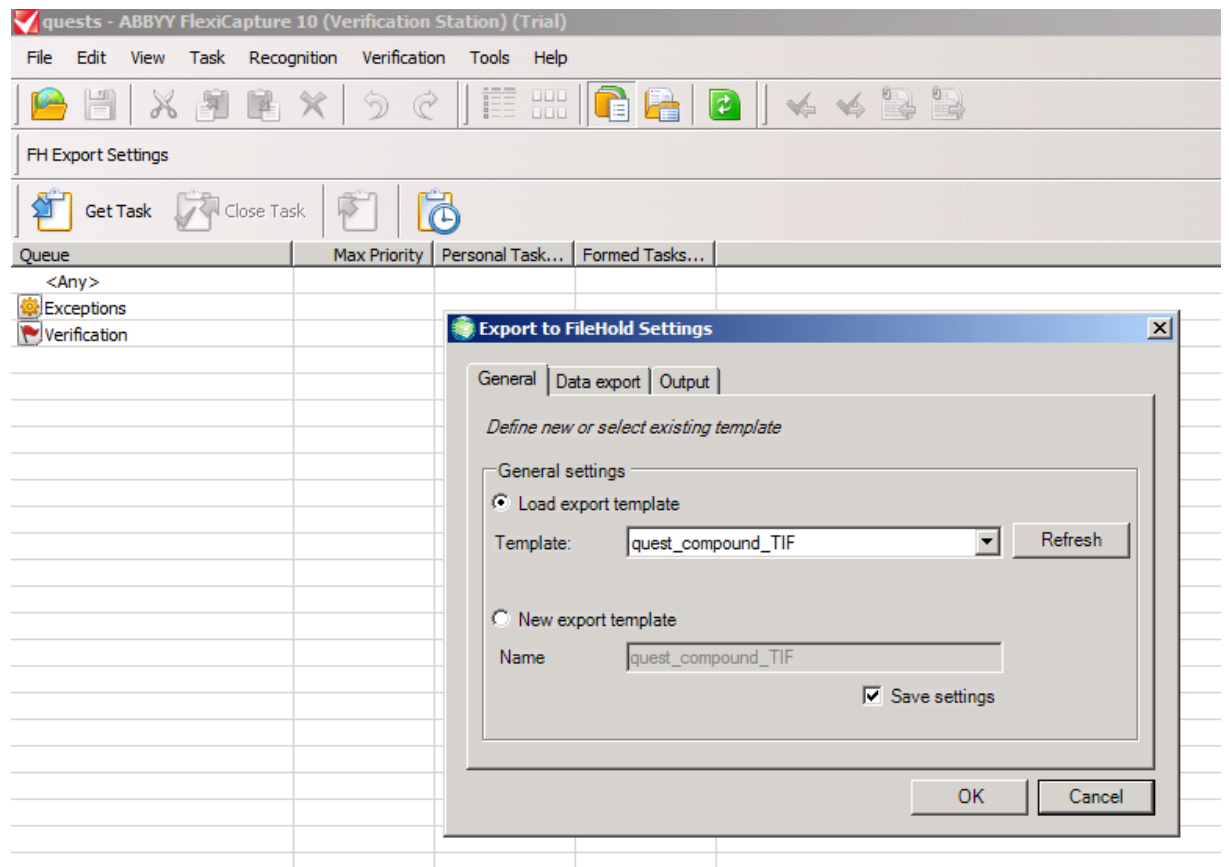 quests - ABBYY FlexiCapture 10 (Verification Station) (Trial)
File Edit View Task Recognition Verification Tools Help
FH Export Settings
Get Task Close Task
Queue Max Priority Personal Task... Formed Tasks...
<Any>
Exceptions
Verification
Export to FileHold Settings
General Data export Output
Define new or select existing template
General settings
Load export template
Template: quest_compound_TIF Refresh
New export template
Name quest_compound_TIF
Save settings
OK Cancel